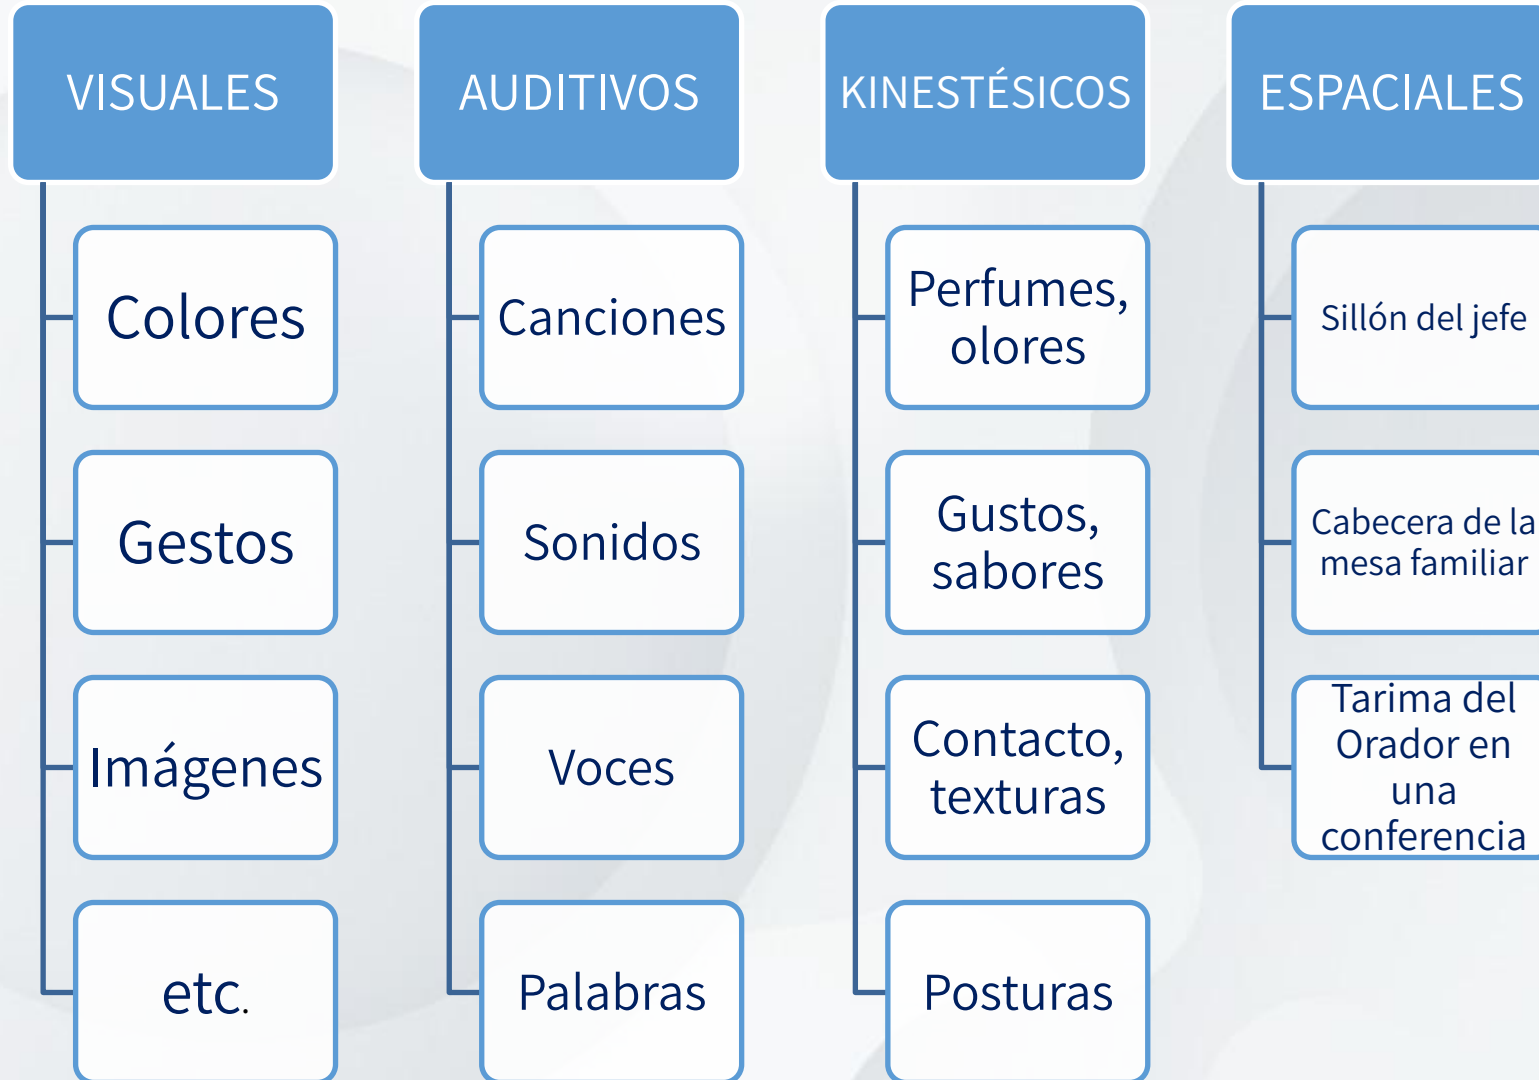 VISUALES
Colores
Gestos
Imágenes
etc.
AUDITIVOS
Canciones
Sonidos
Voces
Palabras
KINESTÉSICOS
Perfumes,
olores
Gustos,
sabores
Contacto,
texturas
Posturas
ESPACIALES
Sillón del jefe
Cabecera de la
mesa familiar
Tarima del
Orador en
una
conferencia